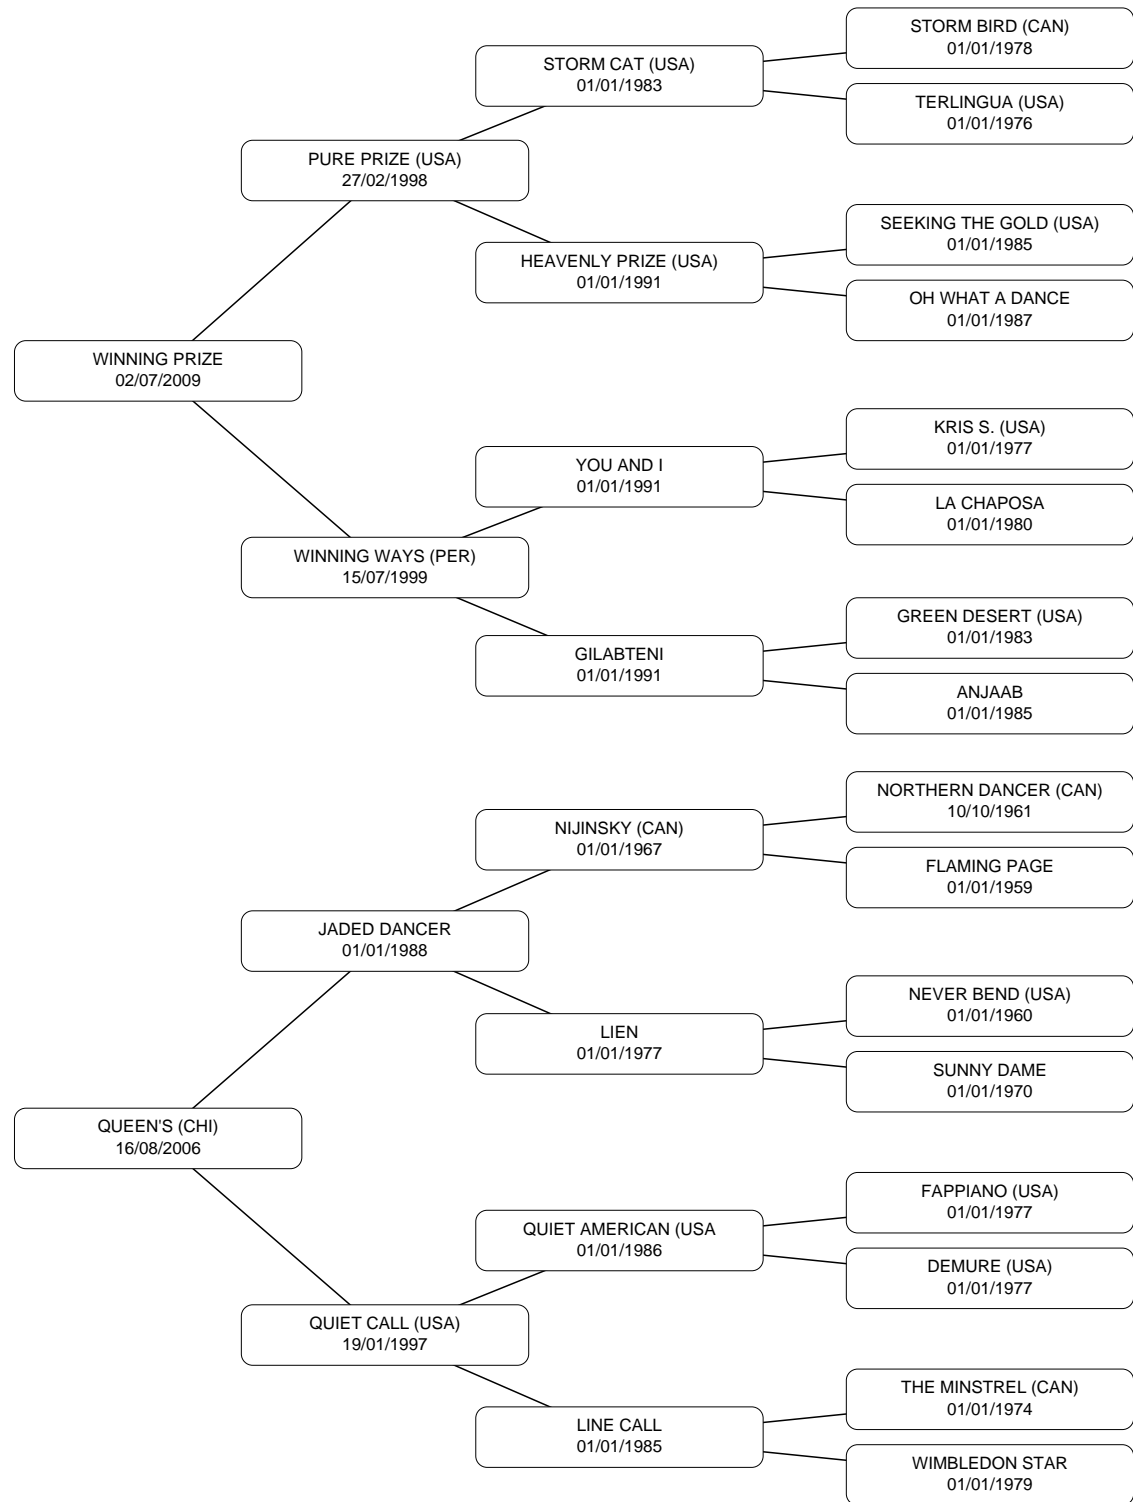 STORM BIRD (CAN)
01/01/1978
STORM CAT (USA)
01/01/1983
TERLINGUA (USA)
01/01/1976
PURE PRIZE (USA)
27/02/1998
SEEKING THE GOLD (USA)
01/01/1985
HEAVENLY PRIZE (USA)
01/01/1991
OH WHAT A DANCE
01/01/1987
WINNING PRIZE
02/07/2009
KRIS S. (USA)
01/01/1977
YOU AND I
01/01/1991
LA CHAPOSA
01/01/1980
WINNING WAYS (PER)
15/07/1999
GREEN DESERT (USA)
01/01/1983
GILABTENI
01/01/1991
ANJAAB
01/01/1985
NORTHERN DANCER (CAN)
10/10/1961
NIJINSKY (CAN)
01/01/1967
FLAMING PAGE
01/01/1959
JADED DANCER
01/01/1988
NEVER BEND (USA)
01/01/1960
LIEN
01/01/1977
SUNNY DAME
01/01/1970
QUEEN'S (CHI)
16/08/2006
FAPPIANO (USA)
01/01/1977
QUIET AMERICAN (USA
01/01/1986
DEMURE (USA)
01/01/1977
QUIET CALL (USA)
19/01/1997
THE MINSTREL (CAN)
01/01/1974
LINE CALL
01/01/1985
WIMBLEDON STAR
01/01/1979